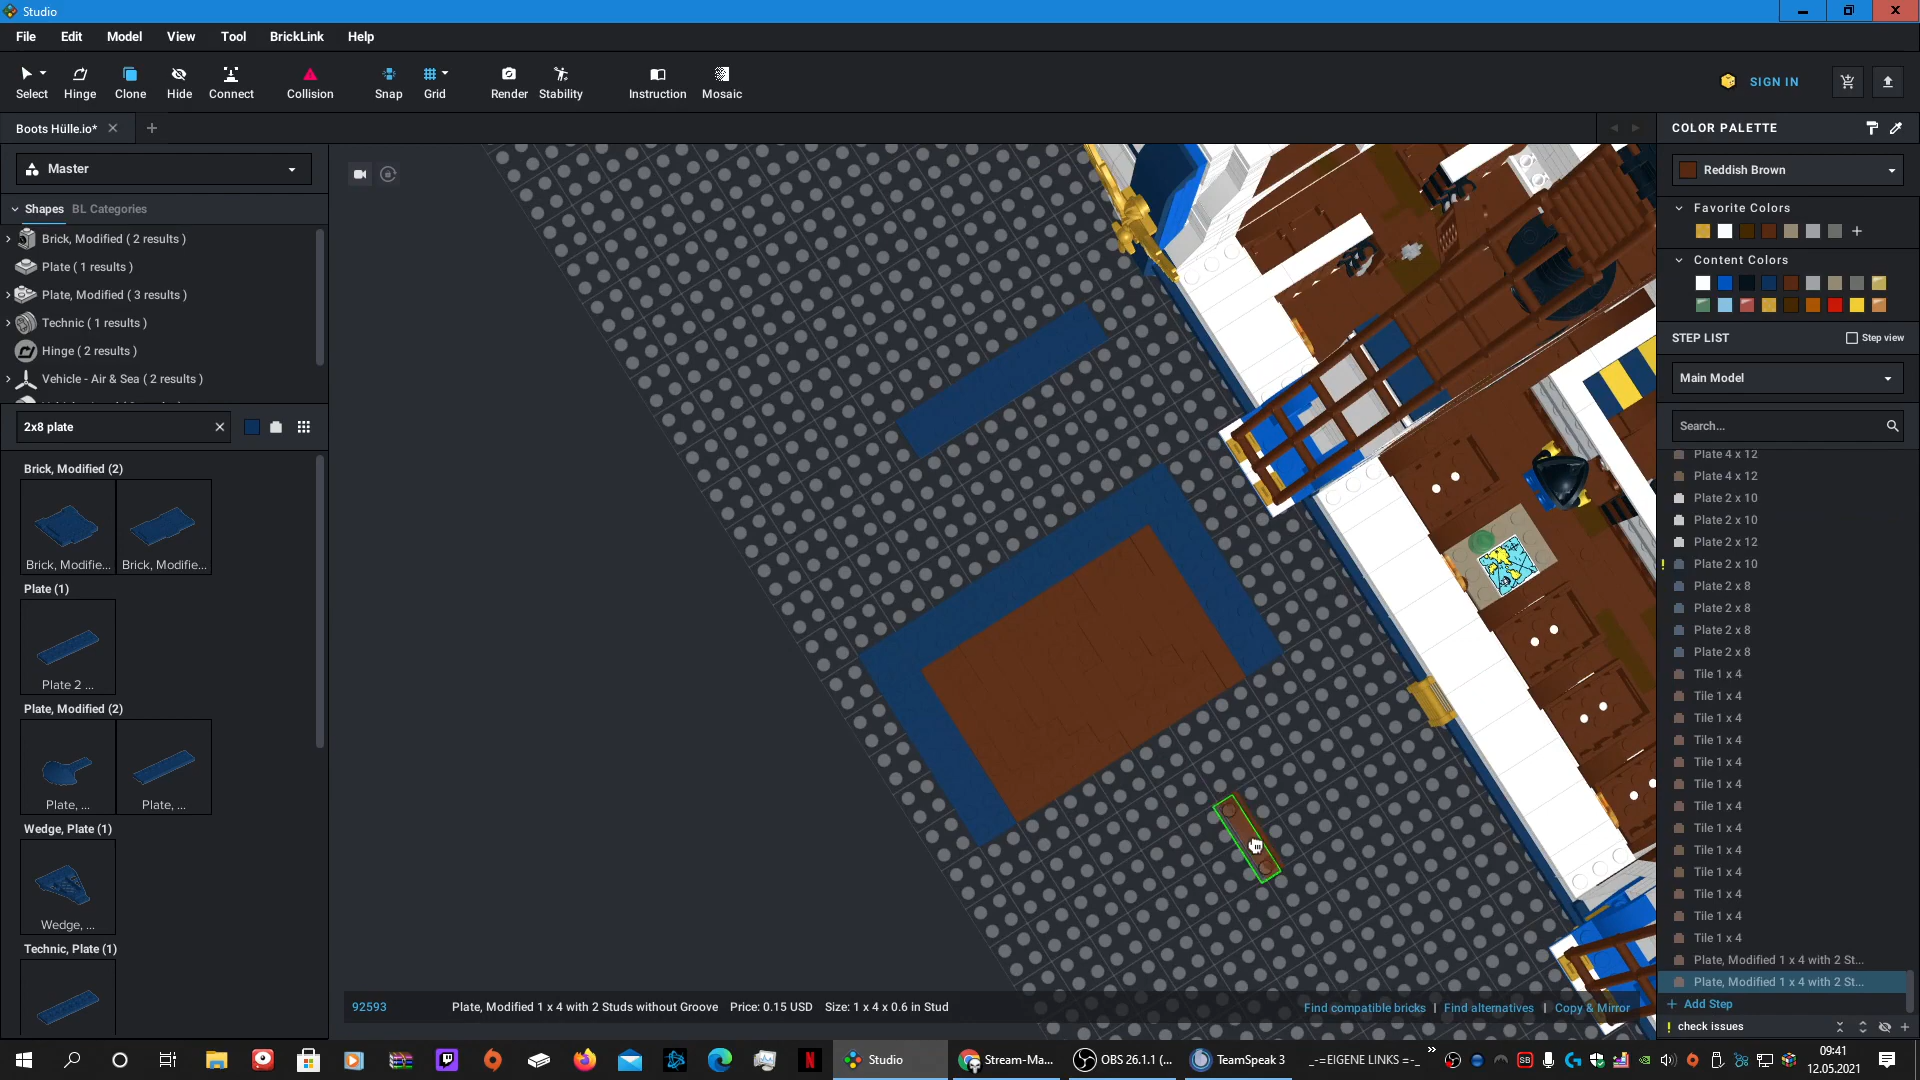 Studio
File Edit Model View Tool BrickLink Help
Select Hinge Clone Hide Connect Collision Snap Grid Render Stability Instruction Mosaic SIGN IN
Boots Hülle.io*
Master
Shapes BL Categories
Brick, Modified ( 2 results )
Plate ( 1 results )
Plate, Modified ( 3 results )
Technic ( 1 results )
Hinge ( 2 results )
Vehicle - Air & Sea ( 2 results )
2x8 plate
Brick, Modified (2)
Brick, Modifie... Brick, Modifie...
Plate (1)
Plate 2 ...
Plate, Modified (2)
Plate, ... Plate, ...
Wedge, Plate (1)
Wedge, ...
Technic, Plate (1)
92593 Plate, Modified 1 x 4 with 2 Studs without Groove Price: 0.15 USD Size: 1 x 4 x 0.6 in Stud
Find compatible bricks | Find alternatives | Copy & Mirror
COLOR PALETTE
Reddish Brown
Favorite Colors
Content Colors
STEP LIST Step view
Main Model
Search...
Plate 4 x 12
Plate 4 x 12
Plate 2 x 10
Plate 2 x 10
Plate 2 x 12
Plate 2 x 10
Plate 2 x 8
Plate 2 x 8
Plate 2 x 8
Plate 2 x 8
Tile 1 x 4
Tile 1 x 4
Tile 1 x 4
Tile 1 x 4
Tile 1 x 4
Tile 1 x 4
Tile 1 x 4
Tile 1 x 4
Tile 1 x 4
Tile 1 x 4
Tile 1 x 4
Tile 1 x 4
Tile 1 x 4
Plate, Modified 1 x 4 with 2 St...
Plate, Modified 1 x 4 with 2 St...
+ Add Step
! check issues
Studio Stream-Ma... OBS 26.1.1 (... TeamSpeak 3 _-=EIGENE LINKS =-_ »
09:41
12.05.2021